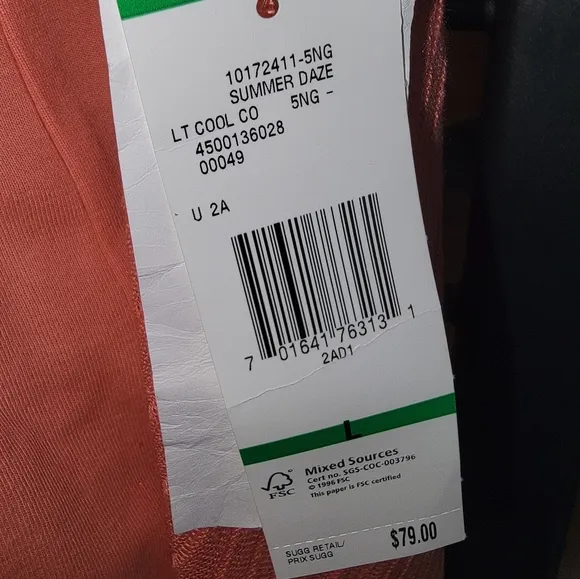 10172411-5NG
SUMMER DAZE
LT COOL CO 5NG -
4500136028
00049
U 2A
7 01641 76313 1
2AD1
L
FSC
Mixed Sources
Cert no. SGS-COC-003796
© 1996 FSC
This paper is FSC certified
SUGG RETAIL/
PRIX SUGG
$79.00